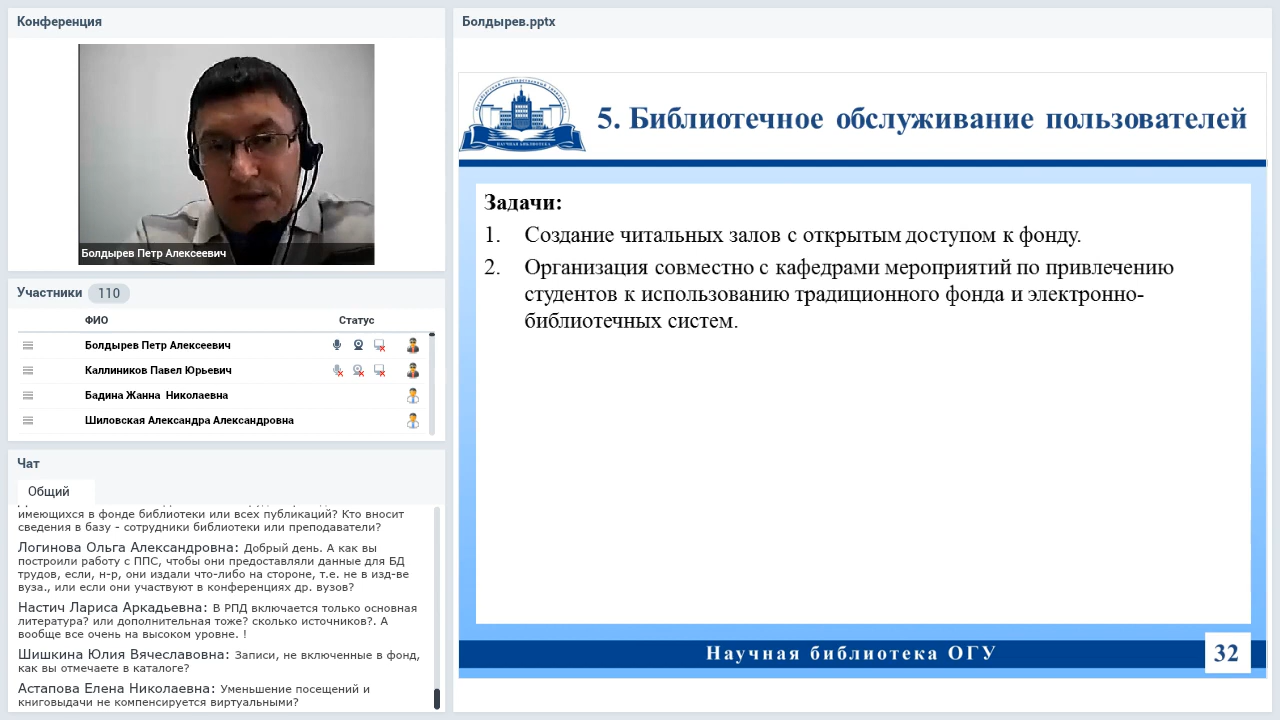 Конференция
Болдырев Петр Алексеевич
Участники 110
ФИО Статус
Болдырев Петр Алексеевич
Каллиников Павел Юрьевич
Бадина Жанна Николаевна
Шиловская Александра Александровна
Чат
Общий
имеющихся в фонде библиотеки или всех публикаций? Кто вносит
сведения в базу - сотрудники библиотеки или преподаватели?
Логинова Ольга Александровна: Добрый день. А как вы
построили работу с ППС, чтобы они предоставляли данные для БД
трудов, если, н-р, они издали что-либо на стороне, т.е. не в изд-ве
вуза., или если они участвуют в конференциях др. вузов?
Настич Лариса Аркадьевна: В РПД включается только основная
литература? или дополнительная тоже? сколько источников?. А
вообще все очень на высоком уровне. !
Шишкина Юлия Вячеславовна: Записи, не включенные в фонд,
как вы отмечаете в каталоге?
Астапова Елена Николаевна: Уменьшение посещений и
книговыдачи не компенсируется виртуальными?
Болдырев.pptx
НАУЧНАЯ БИБЛИОТЕКА
5. Библиотечное обслуживание пользователей
Задачи:
1. Создание читальных залов с открытым доступом к фонду.
2. Организация совместно с кафедрами мероприятий по привлечению
студентов к использованию традиционного фонда и электронно-
библиотечных систем.
Научная библиотека ОГУ
32